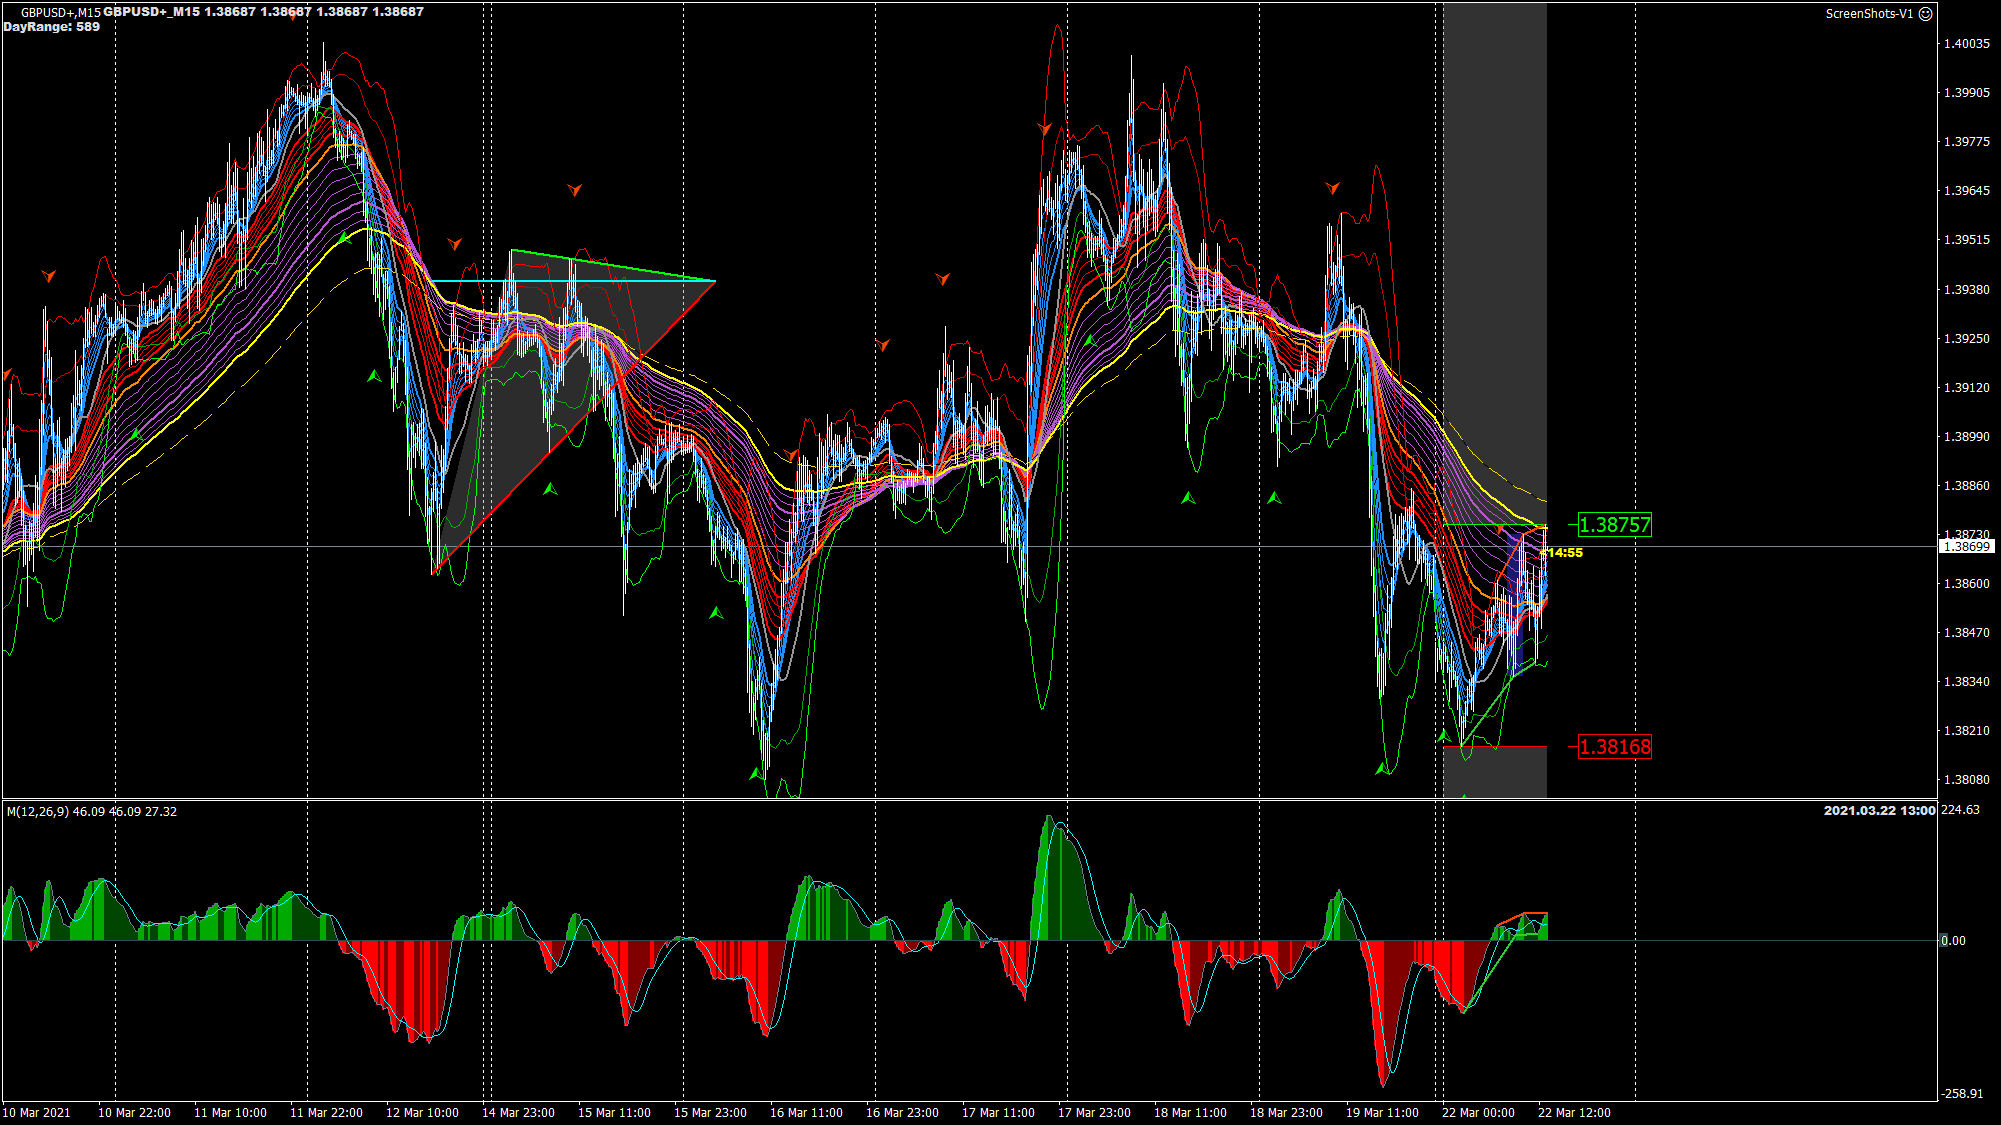 GBPUSD+,M15 GBPUSD+_M15 1.38687 1.38687 1.38687 1.38687
DayRange: 589
ScreenShots-V1
1.40035
1.39905
1.39775
1.39645
1.39515
1.39380
1.39250
1.39120
1.38990
1.38860
1.38757
1.38730
1.38699
14:55
1.38600
1.38470
1.38340
1.38168
1.38210
1.38080
M(12,26,9) 46.09 46.09 27.32
2021.03.22 13:00
224.63
0.00
-258.91
10 Mar 2021
10 Mar 22:00
11 Mar 10:00
11 Mar 22:00
12 Mar 10:00
14 Mar 23:00
15 Mar 11:00
15 Mar 23:00
16 Mar 11:00
16 Mar 23:00
17 Mar 11:00
17 Mar 23:00
18 Mar 11:00
18 Mar 23:00
19 Mar 11:00
22 Mar 00:00
22 Mar 12:00